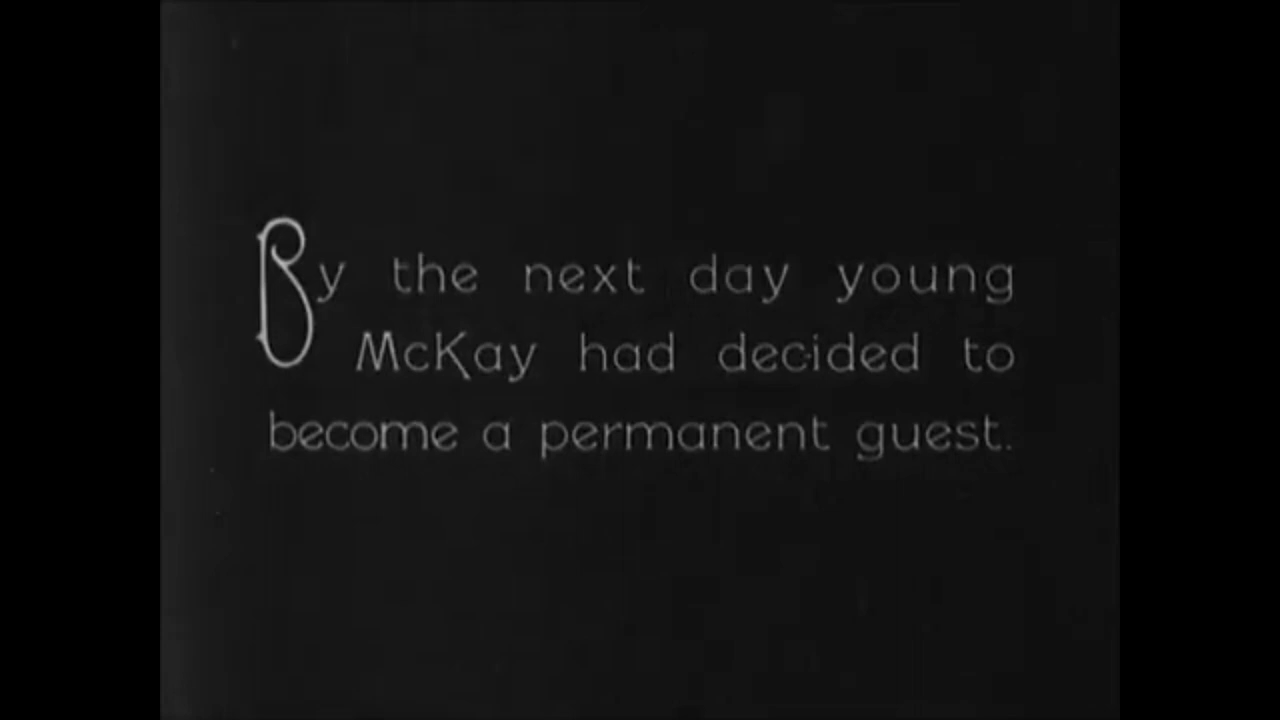 By the next day young
McKay had decided to
become a permanent guest.